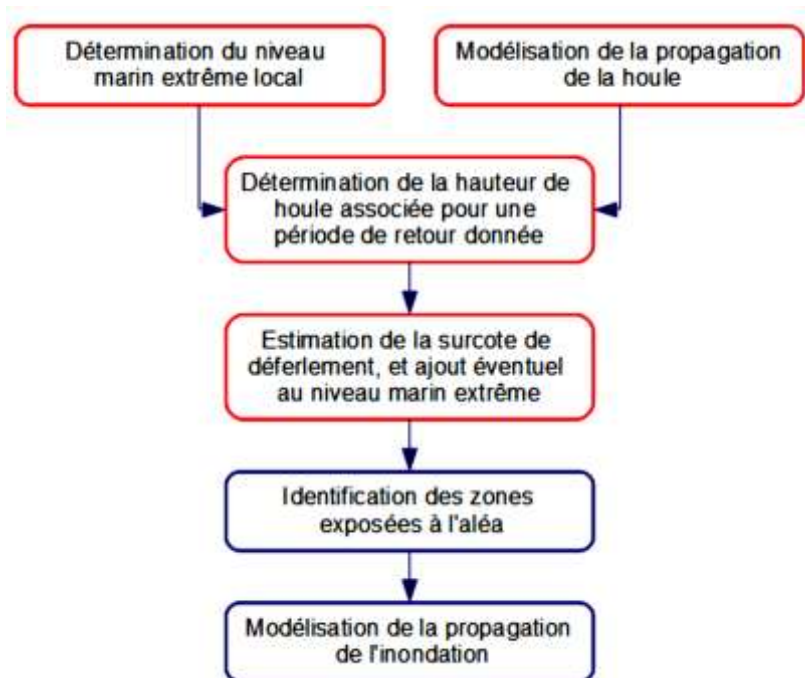 Détermination du niveau
marin extrême local
Modélisation de la propagation
de la houle
Détermination de la hauteur de
houle associée pour une
période de retour donnée
Estimation de la surcote de
déferlement, et ajout éventuel
au niveau marin extrême
Identification des zones
exposées à l'aléa
Modélisation de la propagation
de l'inondation